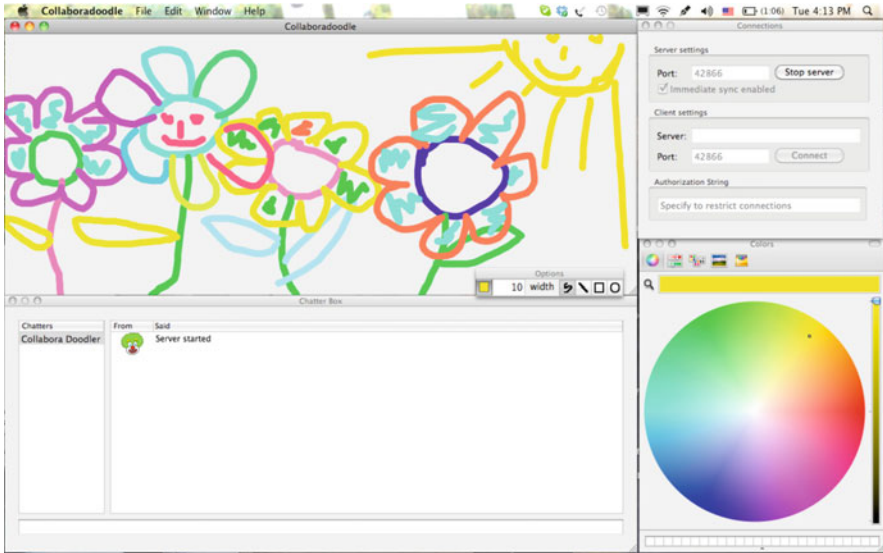 Collaboradoodle File Edit Window Help (1:06) Tue 4:13 PM
Collaboradoodle
Connections
Server settings
Port: 42866 Stop server
Immediate sync enabled
Client settings
Server:
Port: 42866 Connect
Authorization String
Specify to restrict connections
Colors
Options
10 width
Chatter Box
Chatters From Said
Collabora Doodler Server started